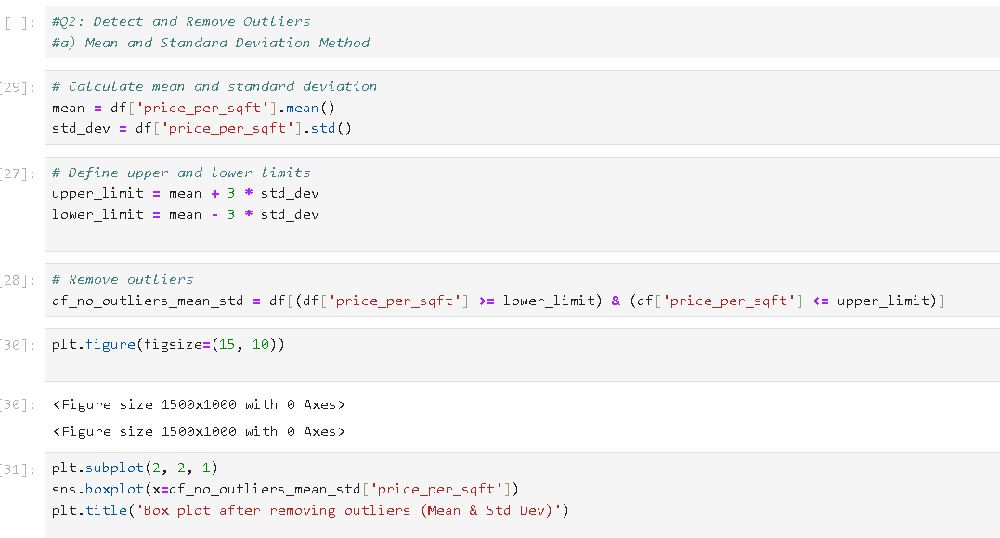 [ ]: #Q2: Detect and Remove Outliers
#a) Mean and Standard Deviation Method
[29]: # Calculate mean and standard deviation
mean = df['price_per_sqft'].mean()
std_dev = df['price_per_sqft'].std()
[27]: # Define upper and lower limits
upper_limit = mean + 3 * std_dev
lower_limit = mean - 3 * std_dev
[28]: # Remove outliers
df_no_outliers_mean_std = df[(df['price_per_sqft'] >= lower_limit) & (df['price_per_sqft'] <= upper_limit)]
[30]: plt.figure(figsize=(15, 10))
[30]: <Figure size 1500x1000 with 0 Axes>
<Figure size 1500x1000 with 0 Axes>
[31]: plt.subplot(2, 2, 1)
sns.boxplot(x=df_no_outliers_mean_std['price_per_sqft'])
plt.title('Box plot after removing outliers (Mean & Std Dev)')